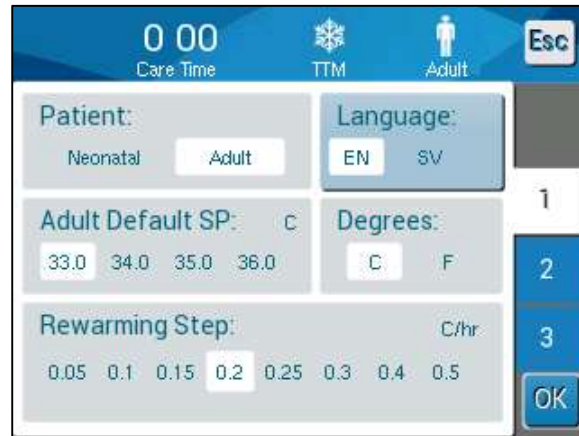 0 00
Care Time
TTM
Adult
Esc
Patient:
Neonatal Adult
Language:
EN SV
Adult Default SP: C
33.0 34.0 35.0 36.0
Degrees:
C F
Rewarming Step: C/hr
0.05 0.1 0.15 0.2 0.25 0.3 0.4 0.5
1
2
3
OK